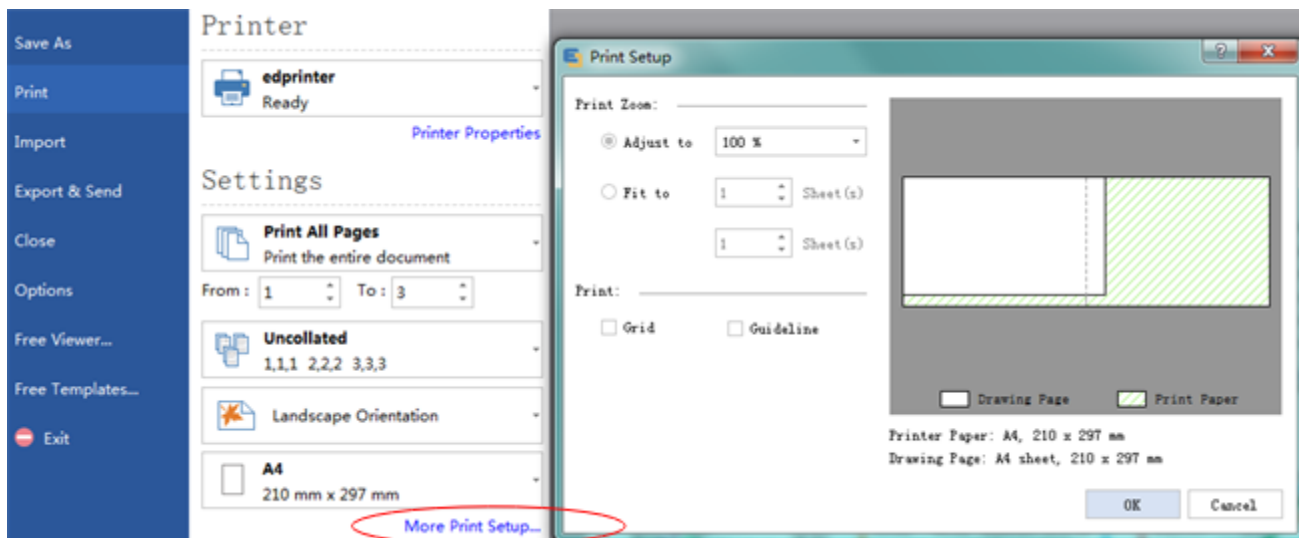 Save As
Print
Import
Export & Send
Close
Options
Free Viewer...
Free Templates...
Exit
Printer
edprinter
Ready
Printer Properties
Settings
Print All Pages
Print the entire document
From : 1 To : 3
Uncollated
1,1,1 2,2,2 3,3,3
Landscape Orientation
A4
210 mm x 297 mm
More Print Setup...
Print Setup
Print Zoom:
Adjust to 100 %
Fit to 1 Sheet(s)
1 Sheet(s)
Print:
Grid Guideline
Drawing Page Print Paper
Printer Paper: A4, 210 x 297 mm
Drawing Page: A4 sheet, 210 x 297 mm
OK Cancel